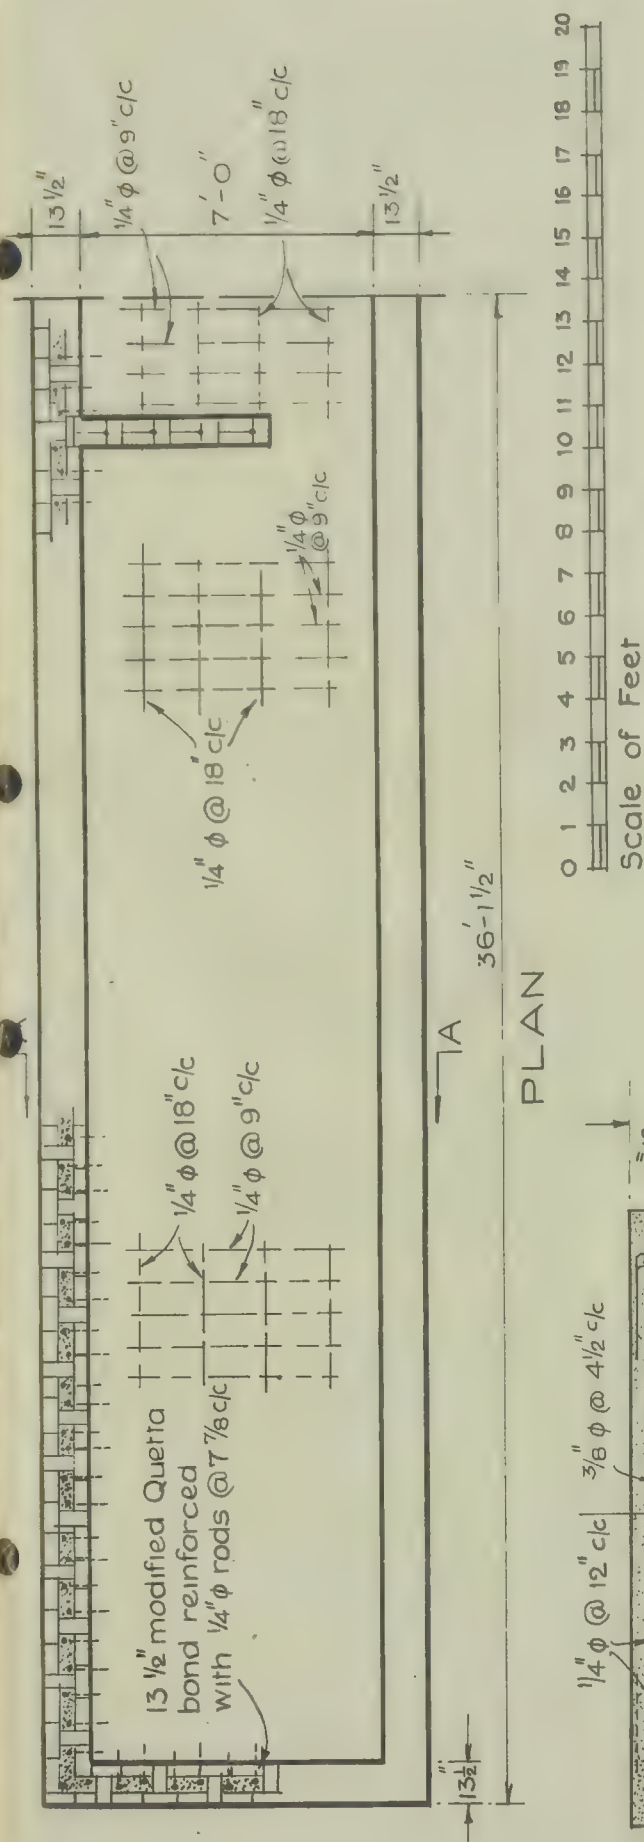 13 1/2" modified Quetta
bond reinforced
with 1/4" φ rods @ 7 7/8 c/c
1/4" φ @ 18" c/c
1/4" φ @ 9" c/c
1/4" φ @ 18" c/c
1/4" φ
@ 9" c/c
13 1/2"
1/4" φ @ 9" c/c
7'-0"
1/4" φ @ 18" c/c
13 1/2"
13 1/2"
A
36'-1 1/2"
PLAN
0 1 2 3 4 5 6 7 8 9 10 11 12 13 14 15 16 17 18 19 20
Scale of Feet
1/4" φ @ 12" c/c
3/8" φ @ 4 1/2" c/c